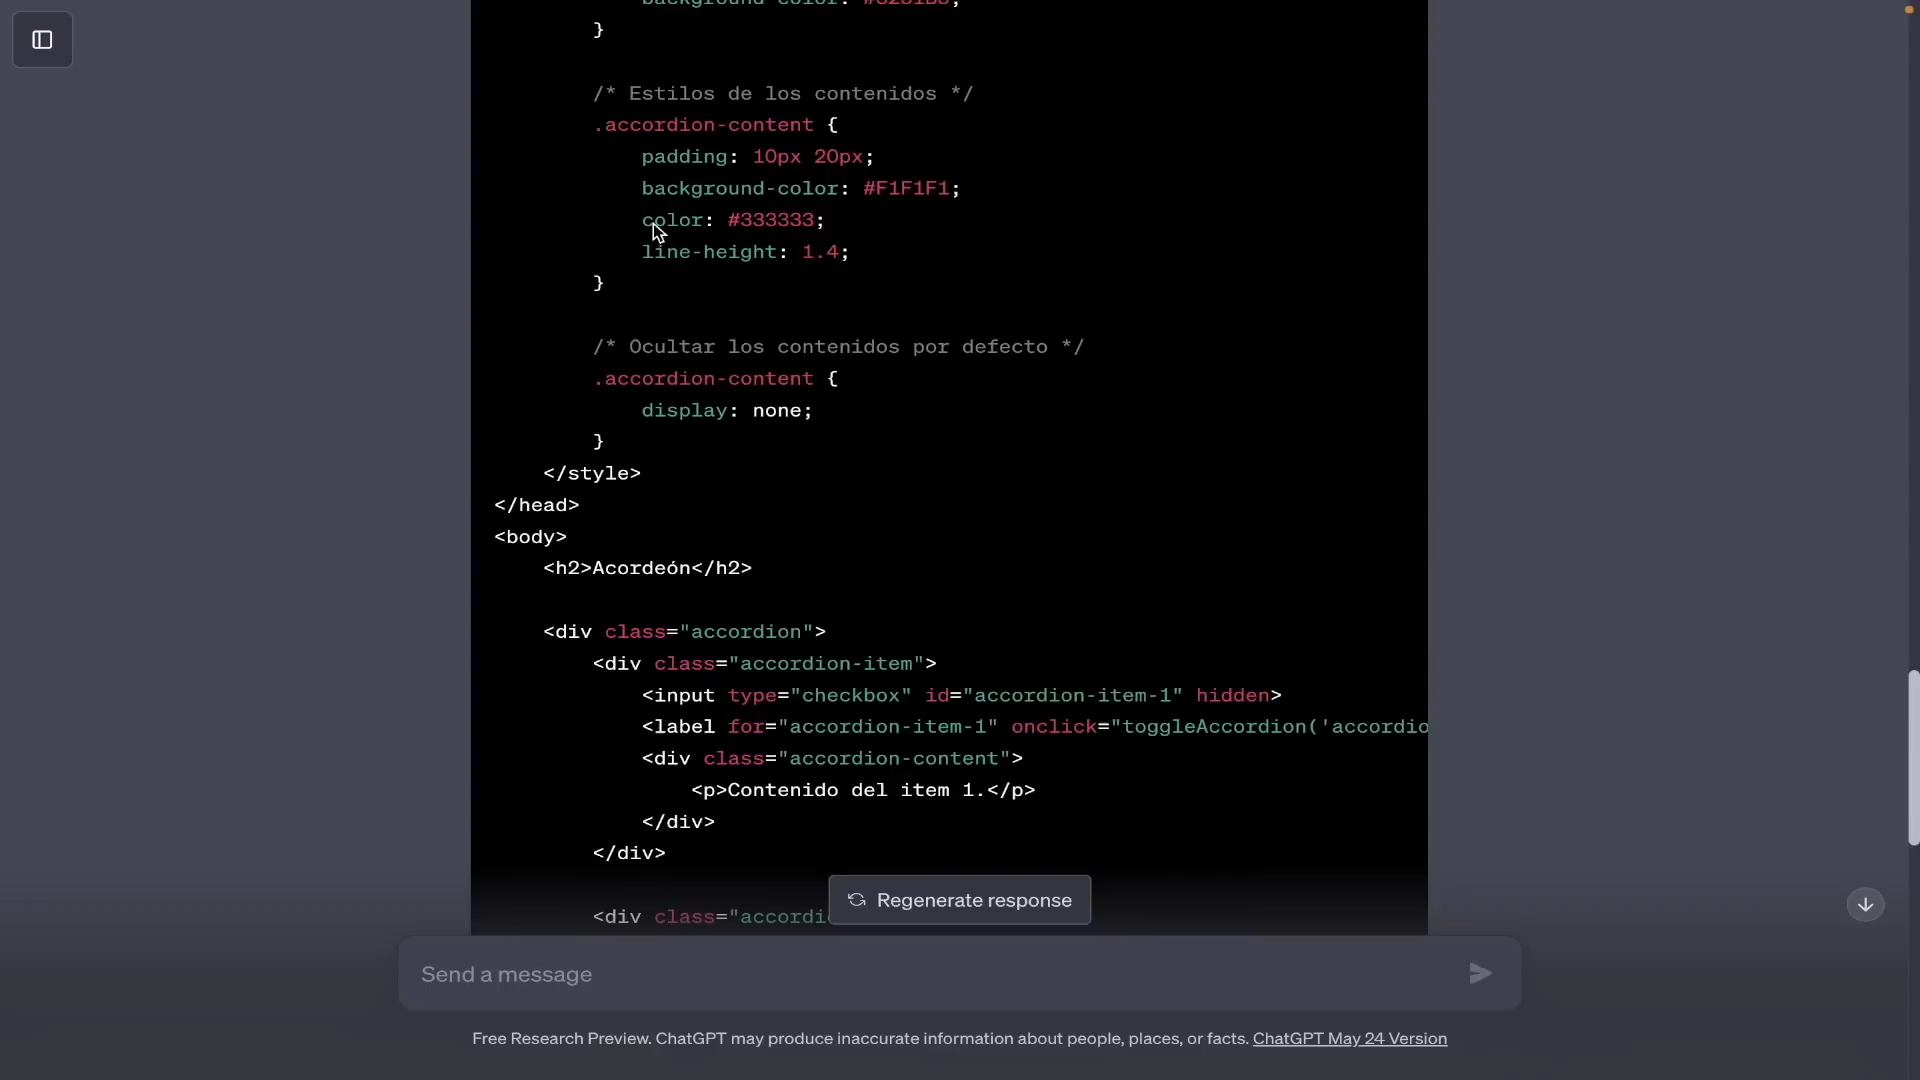 background-color: #3251B5;
}
/* Estilos de los contenidos */
.accordion-content {
padding: 10px 20px;
background-color: #F1F1F1;
color: #333333;
line-height: 1.4;
}
/* Ocultar los contenidos por defecto */
.accordion-content {
display: none;
}
</style>
</head>
<body>
<h2>Acordeón</h2>
<div class="accordion">
<div class="accordion-item">
<input type="checkbox" id="accordion-item-1" hidden>
<label for="accordion-item-1" onclick="toggleAccordion('accordio
<div class="accordion-content">
<p>Contenido del item 1.</p>
</div>
</div>
<div class="accordi
Regenerate response
Send a message
Free Research Preview. ChatGPT may produce inaccurate information about people, places, or facts. ChatGPT May 24 Version